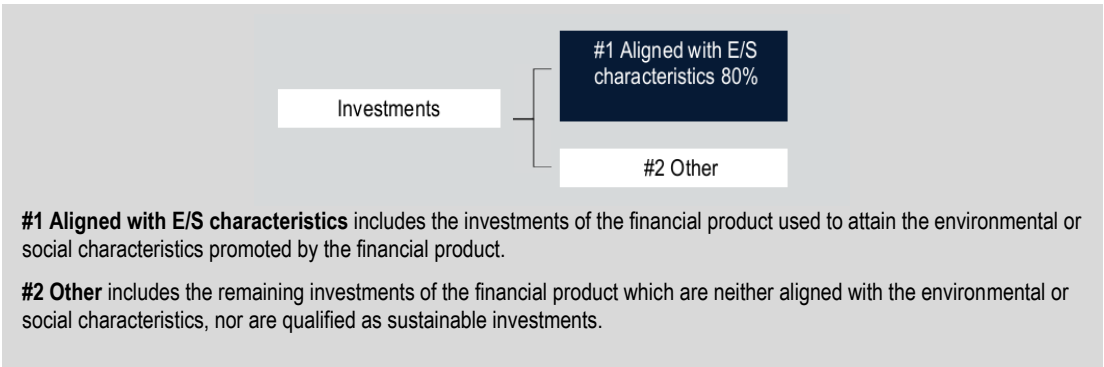 #1 Aligned with E/S
characteristics 80%
Investments
#2 Other
#1 Aligned with E/S characteristics includes the investments of the financial product used to attain the environmental or
social characteristics promoted by the financial product.
#2 Other includes the remaining investments of the financial product which are neither aligned with the environmental or
social characteristics, nor are qualified as sustainable investments.